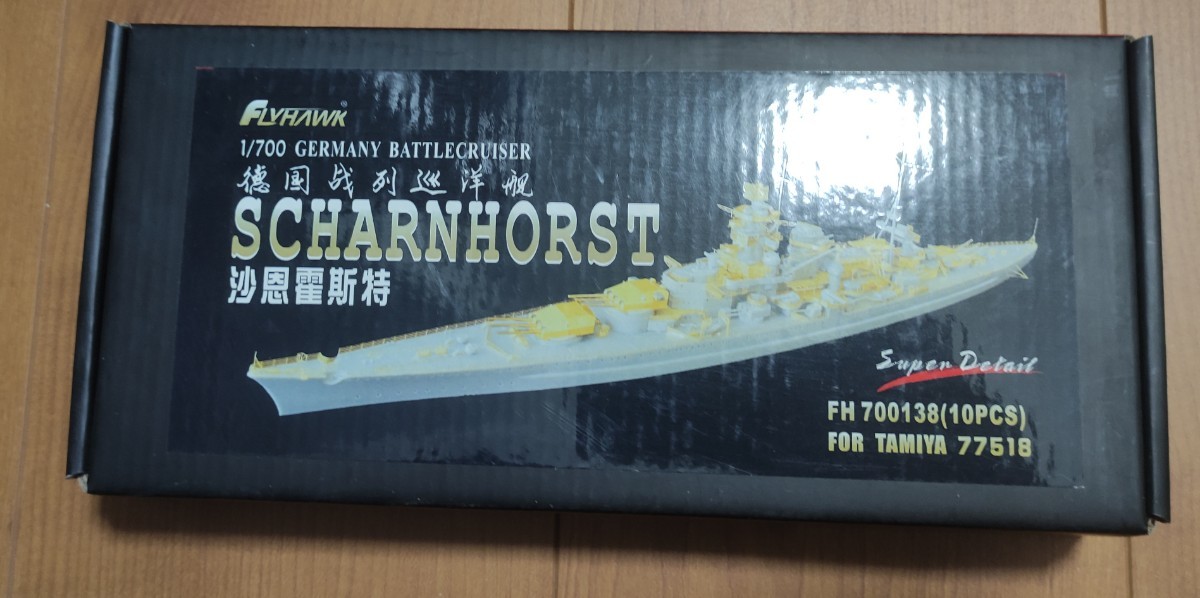 FLYHAWK®
1/700 GERMANY BATTLECRUISER
德国战列巡洋舰
SCHARNHORST
沙恩霍斯特
Super Detail
FH 700138(10PCS)
FOR TAMIYA 77518